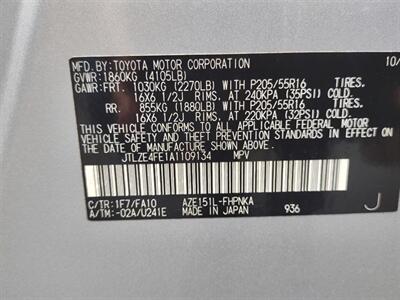 MFD. BY: TOYOTA MOTOR CORPORATION 10/
GVWR: 1860KG (4105LB)
GAWR: FRT. 1030KG (2270LB) WITH P205/55R16 TIRES.
16X6 1/2J RIMS. AT 240KPA (35PSI) COLD.
RR. 855KG (1880LB) WITH P205/55R16 TIRES.
16X6 1/2J RIMS. AT 220KPA (32PSI) COLD.
THIS VEHICLE CONFORMS TO ALL APPLICABLE FEDERAL MOTOR
VEHICLE SAFETY AND THEFT PREVENTION STANDARDS IN EFFECT ON
THE DATE OF MANUFACTURE SHOWN ABOVE.
JTLZE4FE1A1109134 MPV
C/TR: 1F7/FA10 AZE151L-FHPNKA
A/TM: -02A/U241E MADE IN JAPAN 936 J